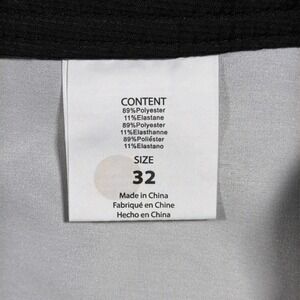 CONTENT
89%Polyester
11%Elastane
89%Polyester
11%Elasthanne
89%Poliéster
11%Elastano
SIZE
32
Made in China
Fabriqué en Chine
Hecho en China